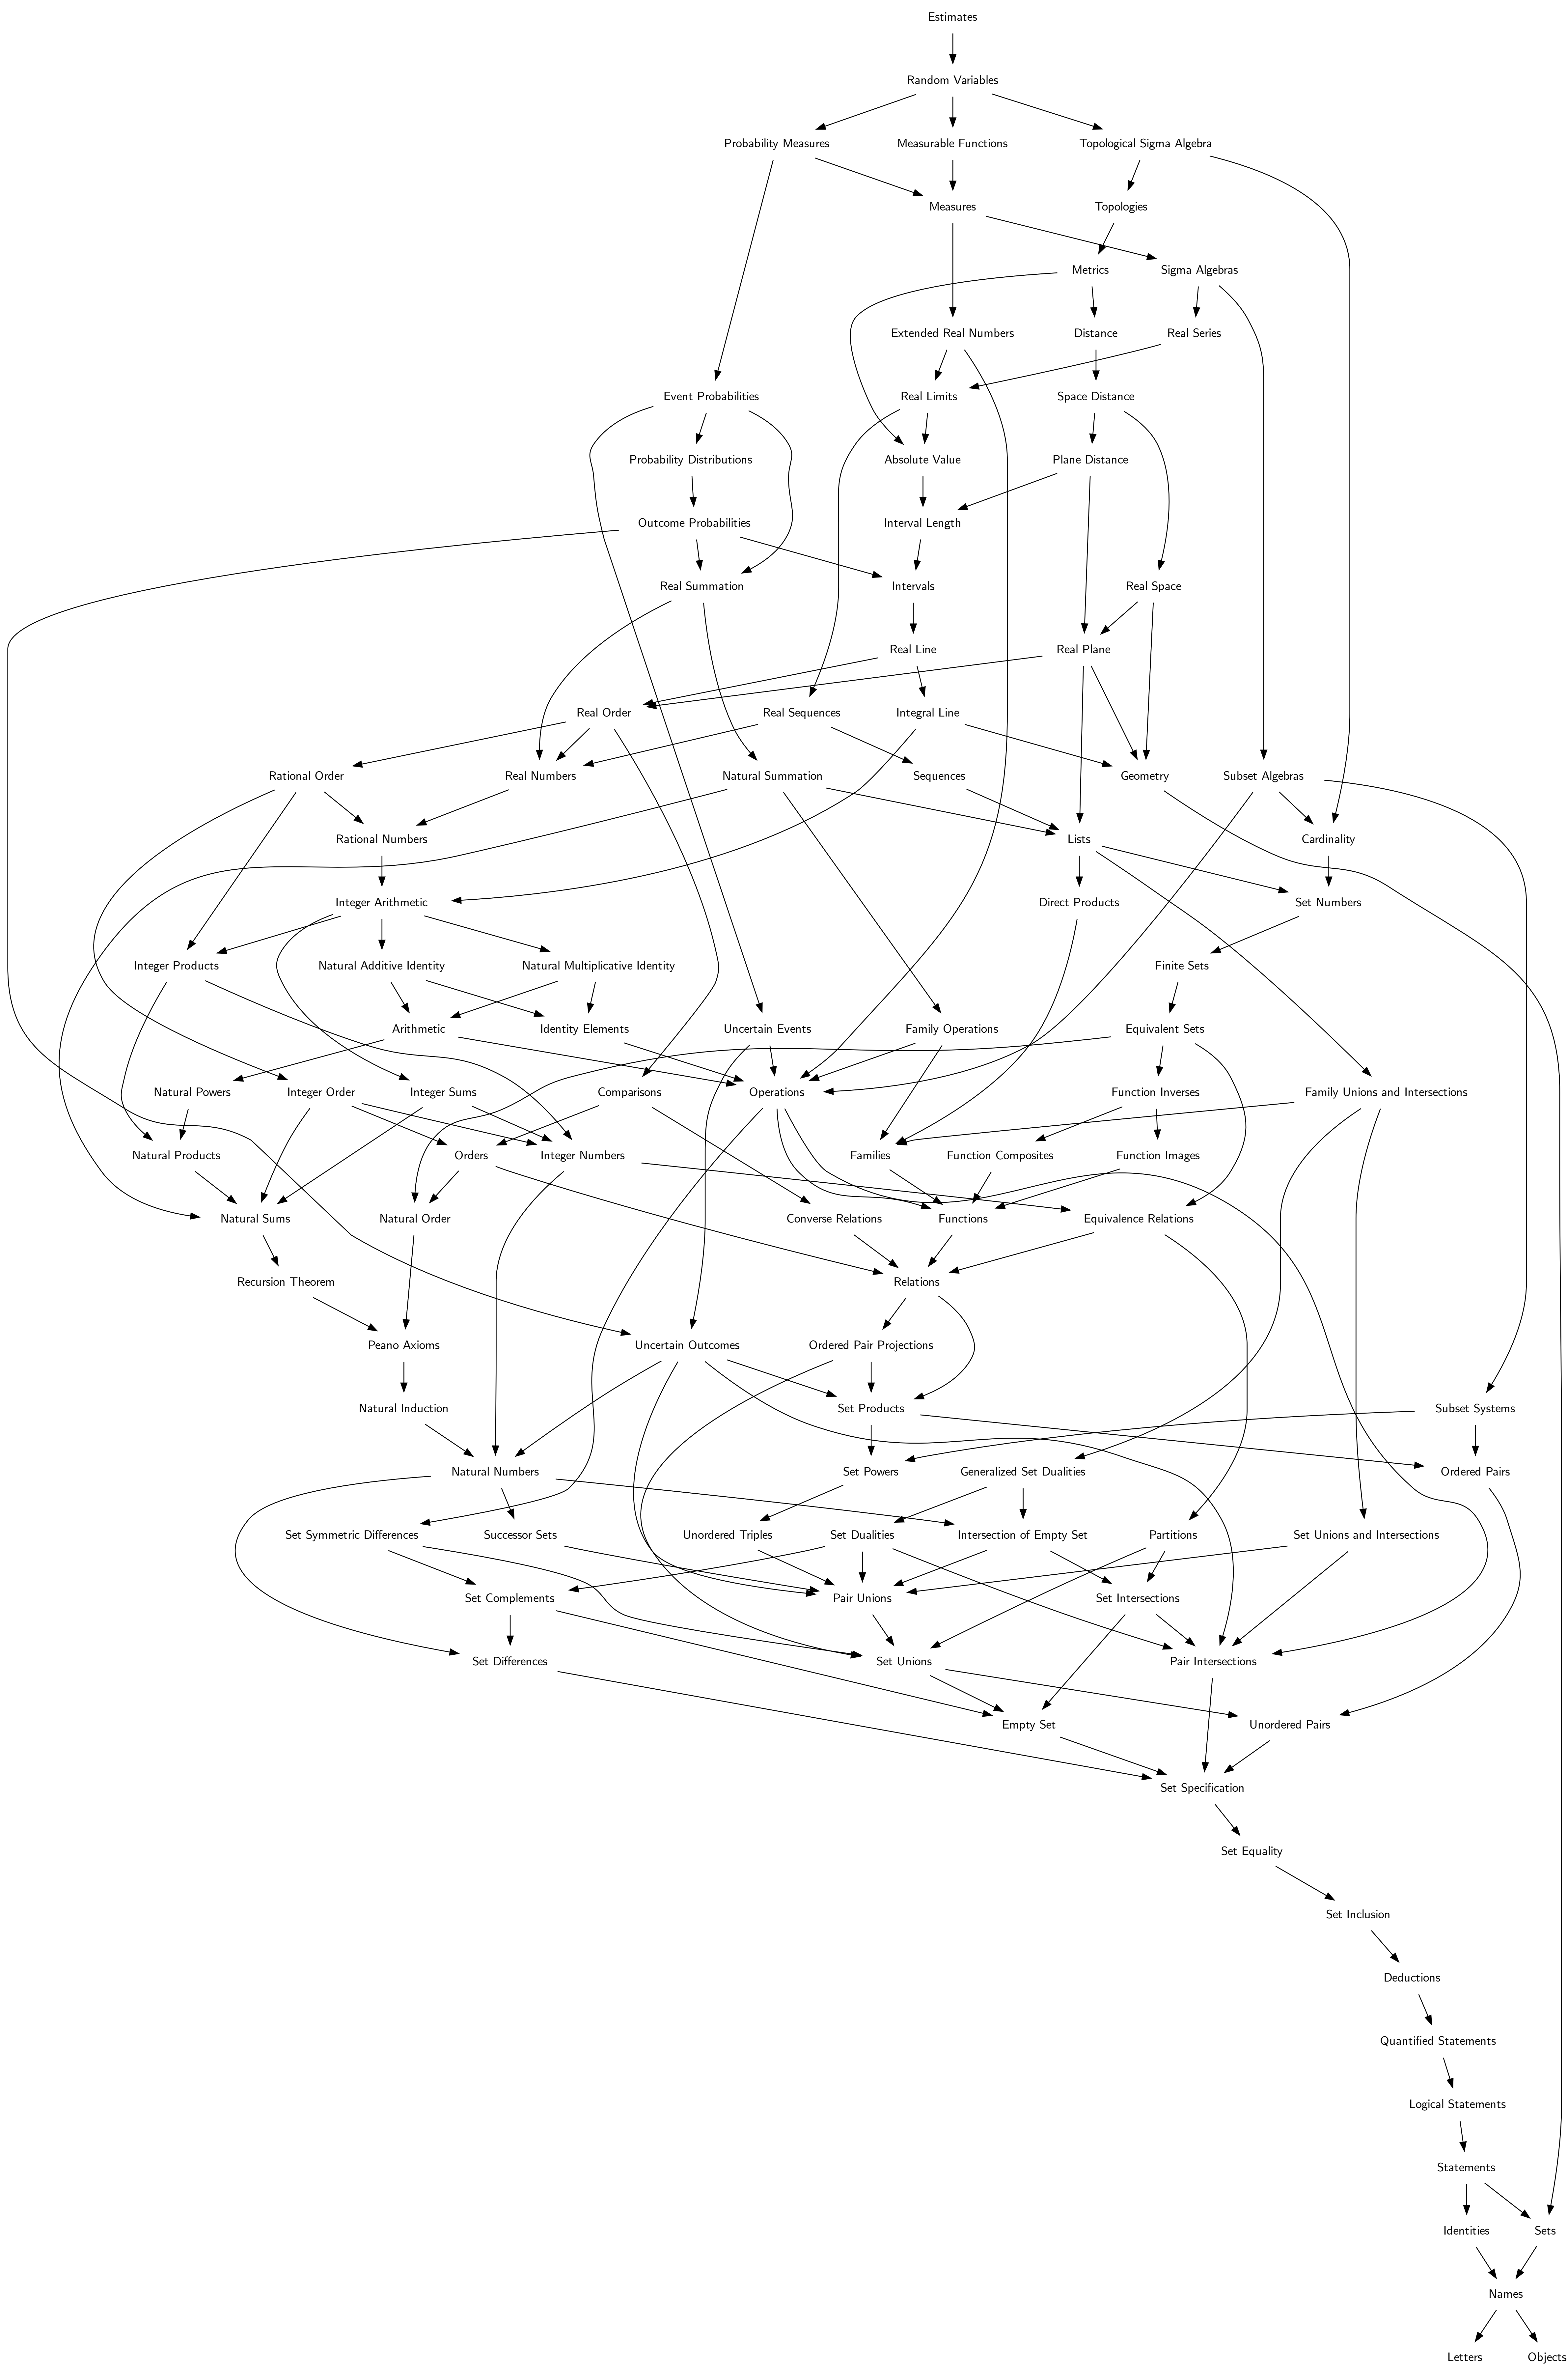 Estimates
Random Variables
Probability Measures
Measurable Functions
Topological Sigma Algebra
Measures
Topologies
Metrics
Sigma Algebras
Extended Real Numbers
Distance
Real Series
Event Probabilities
Real Limits
Space Distance
Probability Distributions
Absolute Value
Plane Distance
Outcome Probabilities
Interval Length
Real Summation
Intervals
Real Space
Real Line
Real Plane
Real Order
Real Sequences
Integral Line
Rational Order
Real Numbers
Natural Summation
Sequences
Geometry
Subset Algebras
Rational Numbers
Lists
Cardinality
Integer Arithmetic
Direct Products
Set Numbers
Integer Products
Natural Additive Identity
Natural Multiplicative Identity
Finite Sets
Arithmetic
Identity Elements
Uncertain Events
Family Operations
Equivalent Sets
Natural Powers
Integer Order
Integer Sums
Comparisons
Operations
Function Inverses
Family Unions and Intersections
Natural Products
Orders
Integer Numbers
Families
Function Composites
Function Images
Natural Sums
Natural Order
Converse Relations
Functions
Equivalence Relations
Recursion Theorem
Relations
Peano Axioms
Uncertain Outcomes
Ordered Pair Projections
Natural Induction
Set Products
Subset Systems
Natural Numbers
Set Powers
Generalized Set Dualities
Ordered Pairs
Set Symmetric Differences
Successor Sets
Unordered Triples
Set Dualities
Intersection of Empty Set
Partitions
Set Unions and Intersections
Set Complements
Pair Unions
Set Intersections
Set Differences
Set Unions
Pair Intersections
Empty Set
Unordered Pairs
Set Specification
Set Equality
Set Inclusion
Deductions
Quantified Statements
Logical Statements
Statements
Identities
Sets
Names
Letters
Objects